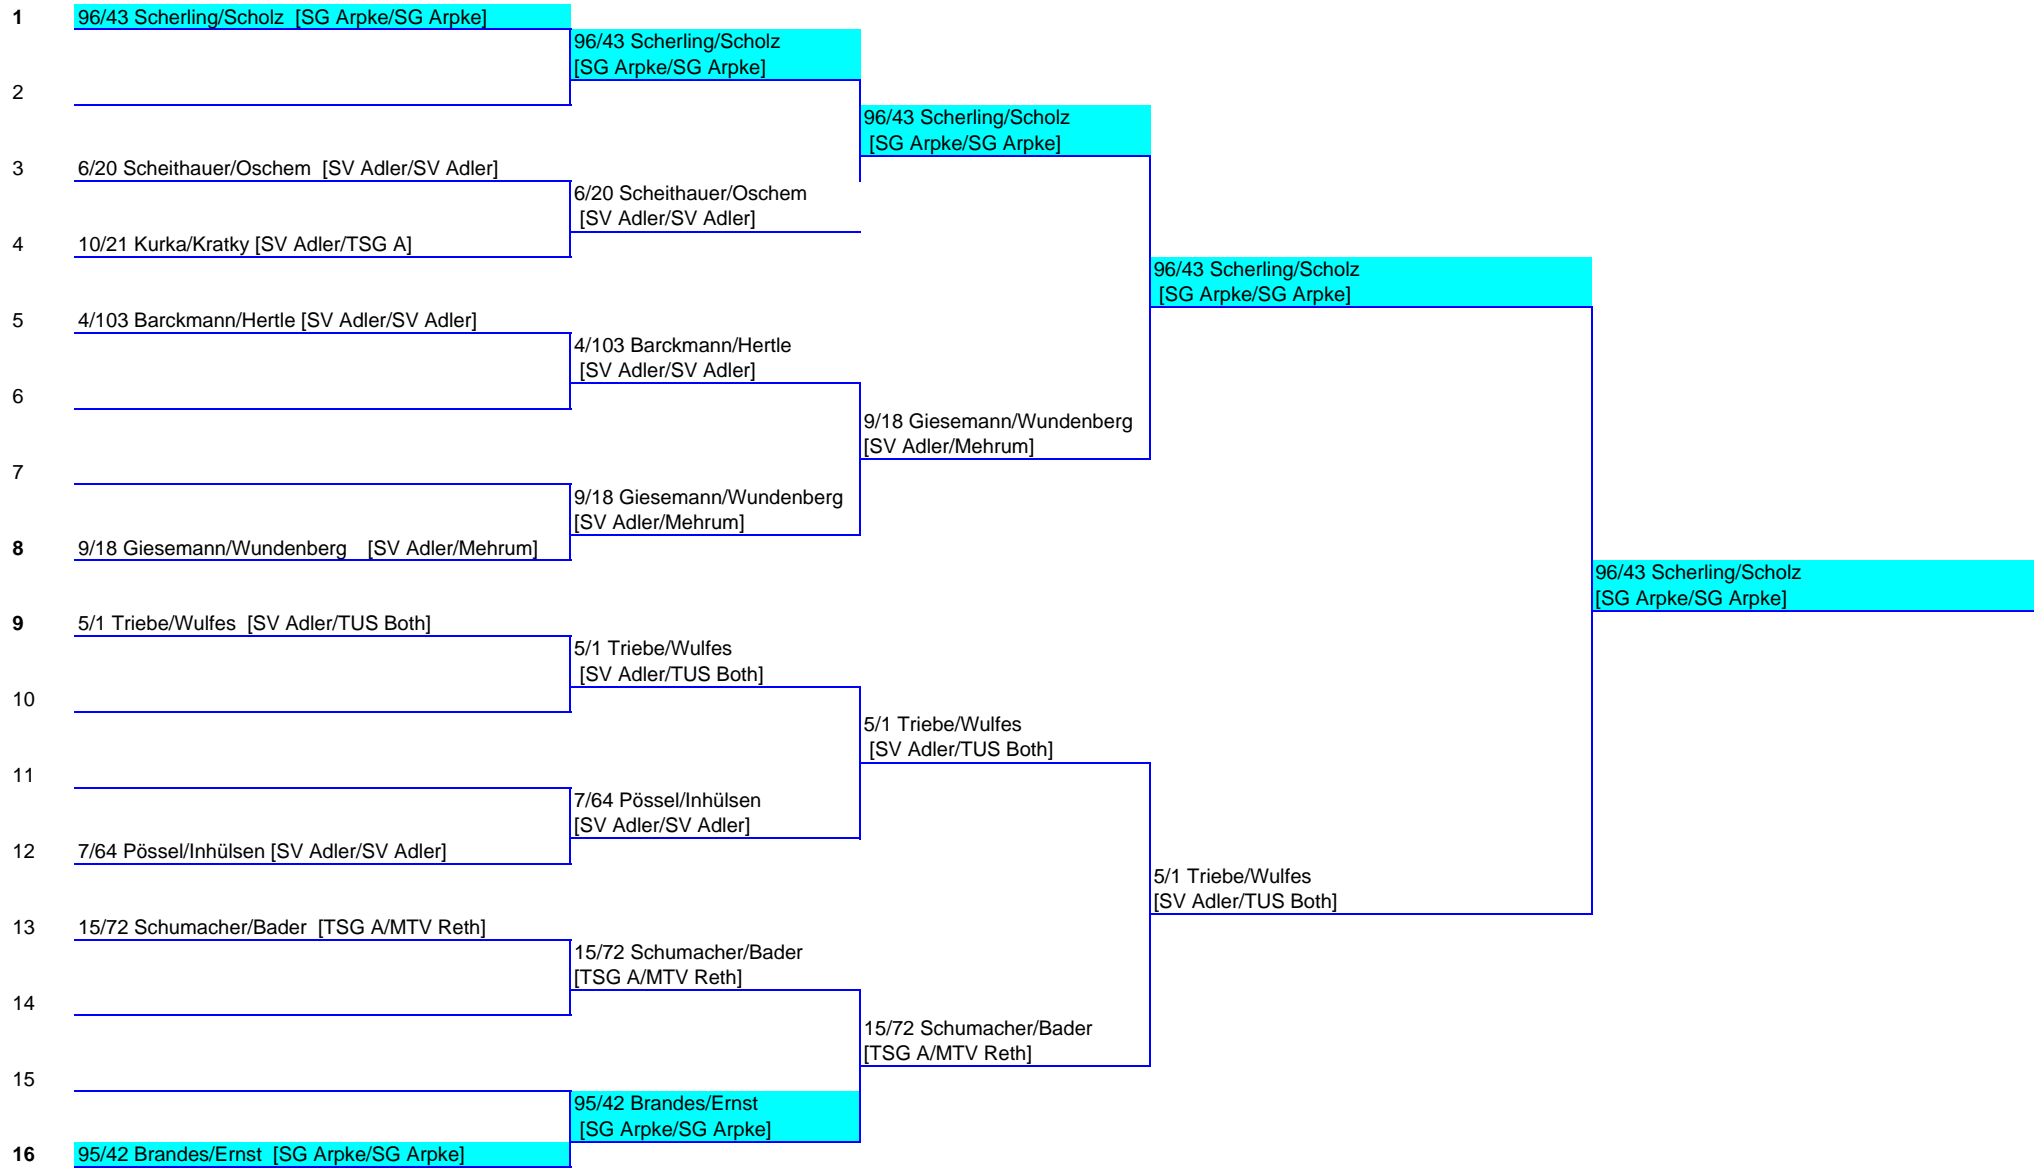 1 96/43 Scherling/Scholz [SG Arpke/SG Arpke]
96/43 Scherling/Scholz
[SG Arpke/SG Arpke]
2
96/43 Scherling/Scholz
[SG Arpke/SG Arpke]
3 6/20 Scheithauer/Oschem [SV Adler/SV Adler]
6/20 Scheithauer/Oschem
[SV Adler/SV Adler]
4 10/21 Kurka/Kratky [SV Adler/TSG A]
96/43 Scherling/Scholz
[SG Arpke/SG Arpke]
5 4/103 Barckmann/Hertle [SV Adler/SV Adler]
4/103 Barckmann/Hertle
[SV Adler/SV Adler]
6
9/18 Giesemann/Wundenberg
[SV Adler/Mehrum]
7
9/18 Giesemann/Wundenberg
[SV Adler/Mehrum]
8 9/18 Giesemann/Wundenberg [SV Adler/Mehrum]
96/43 Scherling/Scholz
[SG Arpke/SG Arpke]
9 5/1 Triebe/Wulfes [SV Adler/TUS Both]
5/1 Triebe/Wulfes
[SV Adler/TUS Both]
10
5/1 Triebe/Wulfes
[SV Adler/TUS Both]
11
7/64 Pössel/Inhülsen
[SV Adler/SV Adler]
12 7/64 Pössel/Inhülsen [SV Adler/SV Adler]
5/1 Triebe/Wulfes
[SV Adler/TUS Both]
13 15/72 Schumacher/Bader [TSG A/MTV Reth]
15/72 Schumacher/Bader
[TSG A/MTV Reth]
14
15/72 Schumacher/Bader
[TSG A/MTV Reth]
15
95/42 Brandes/Ernst
[SG Arpke/SG Arpke]
16 95/42 Brandes/Ernst [SG Arpke/SG Arpke]